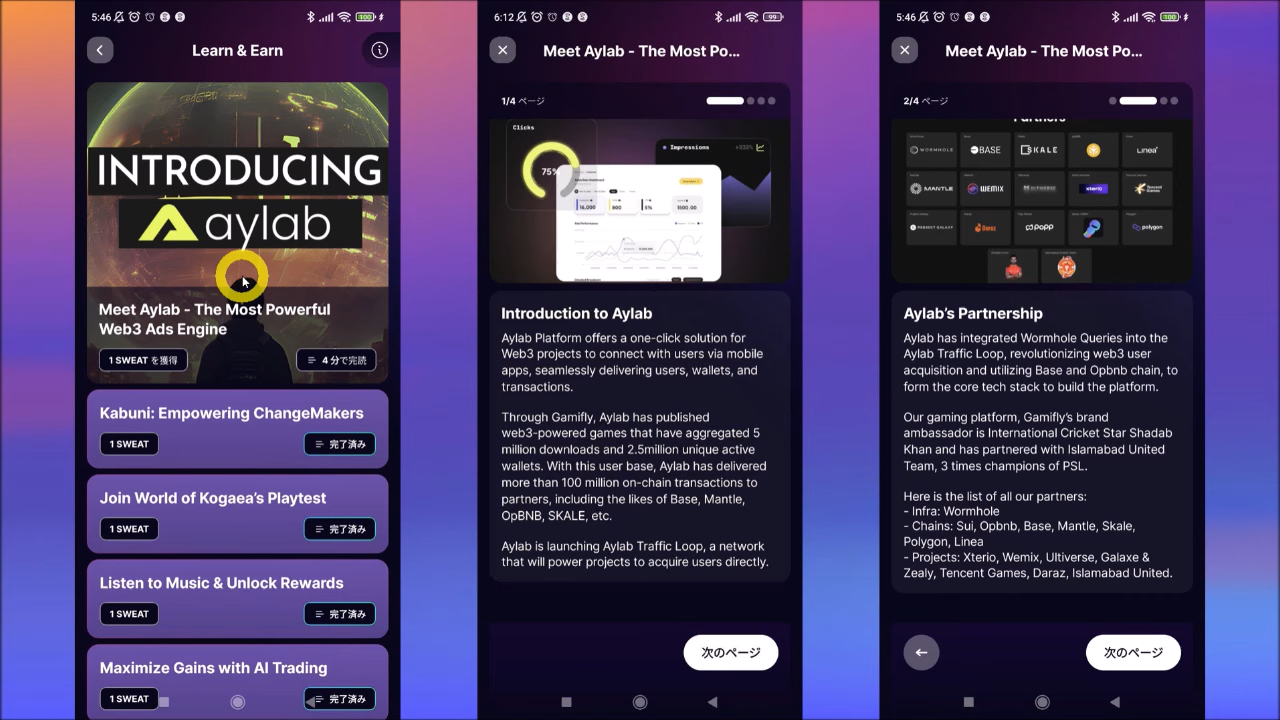 5:46
100
Learn & Earn
INTRODUCING
aylab
Meet Aylab - The Most Powerful
Web3 Ads Engine
1 SWEAT を獲得
4 分で完読
Kabuni: Empowering ChangeMakers
1 SWEAT
完了済み
Join World of Kogaea's Playtest
1 SWEAT
完了済み
Listen to Music & Unlock Rewards
1 SWEAT
完了済み
Maximize Gains with AI Trading
1 SWEAT
完了済み
6:12
99
Meet Aylab - The Most Po...
1/4 ページ
Clicks
75%
Impressions
Introduction to Aylab
Aylab Platform offers a one-click solution for
Web3 projects to connect with users via mobile
apps, seamlessly delivering users, wallets, and
transactions.
Through Gamifly, Aylab has published
web3-powered games that have aggregated 5
million downloads and 2.5million unique active
wallets. With this user base, Aylab has delivered
more than 100 million on-chain transactions to
partners, including the likes of Base, Mantle,
OpBNB, SKALE, etc.
Aylab is launching Aylab Traffic Loop, a network
that will power projects to acquire users directly.
次のページ
5:46
100
Meet Aylab - The Most Po...
2/4 ページ
Partners
WORMHOLE
BASE
SKALE
Linea
MANTLE
WEMIX
ULTIVERSE
xterio
Tencent Games
PROJECT GALAXY
Daraz
POPP
polygon
Aylab's Partnership
Aylab has integrated Wormhole Queries into the
Aylab Traffic Loop, revolutionizing web3 user
acquisition and utilizing Base and Opbnb chain, to
form the core tech stack to build the platform.
Our gaming platform, Gamifly's brand
ambassador is International Cricket Star Shadab
Khan and has partnered with Islamabad United
Team, 3 times champions of PSL.
Here is the list of all our partners:
- Infra: Wormhole
- Chains: Sui, Opbnb, Base, Mantle, Skale,
Polygon, Linea
- Projects: Xterio, Wemix, Ultiverse, Galaxe &
Zealy, Tencent Games, Daraz, Islamabad United.
次のページ